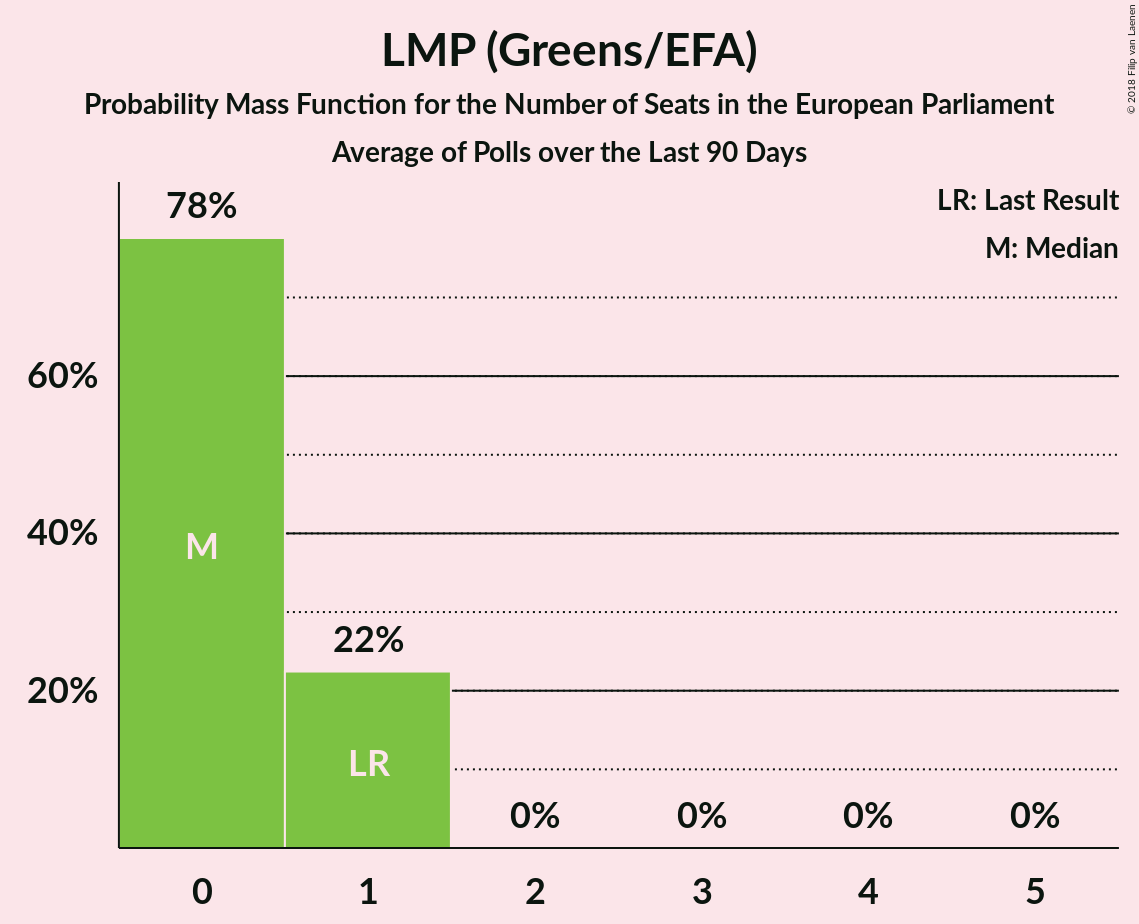 LMP (Greens/EFA)
Probability Mass Function for the Number of Seats in the European Parliament
Average of Polls over the Last 90 Days
© 2018 Filip van Laenen
LR: Last Result
M: Median
78%
60%
40%
20%
M
22%
LR
0%
0%
0%
0%
0
1
2
3
4
5